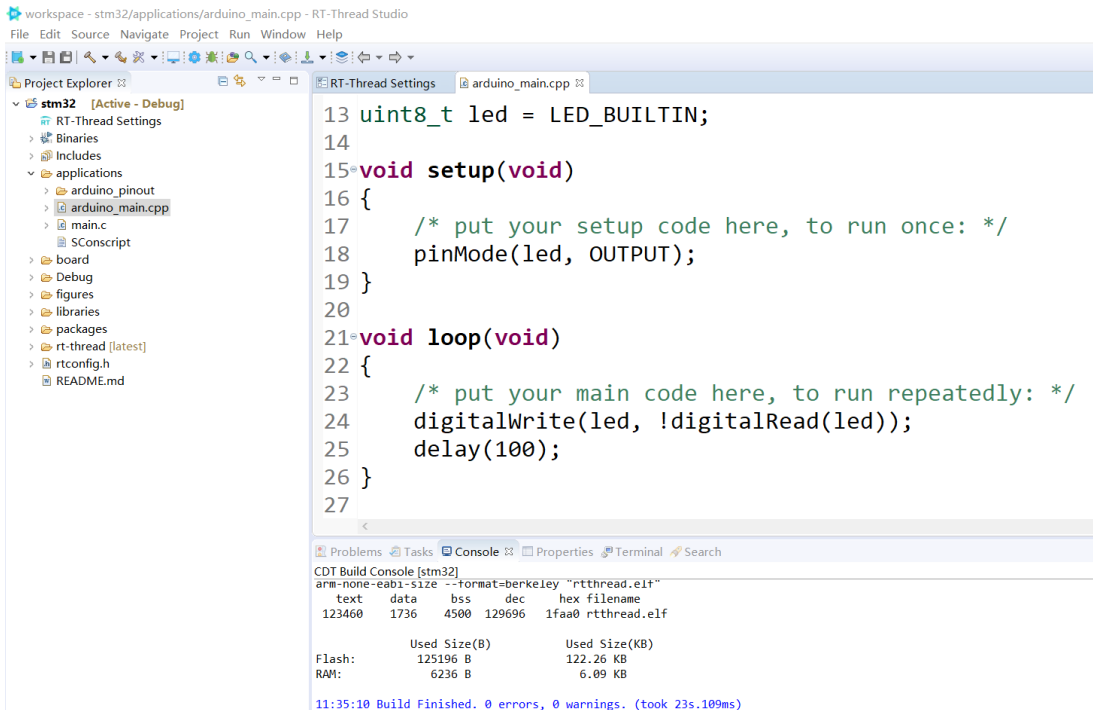 workspace - stm32/applications/arduino_main.cpp - RT-Thread Studio
File Edit Source Navigate Project Run Window Help
Project Explorer
stm32 [Active - Debug]
RT-Thread Settings
Binaries
Includes
applications
arduino_pinout
arduino_main.cpp
main.c
SConscript
board
Debug
figures
libraries
packages
rt-thread [latest]
rtconfig.h
README.md
RT-Thread Settings arduino_main.cpp
13 uint8_t led = LED_BUILTIN;
14
15 void setup(void)
16 {
17 /* put your setup code here, to run once: */
18 pinMode(led, OUTPUT);
19 }
20
21 void loop(void)
22 {
23 /* put your main code here, to run repeatedly: */
24 digitalWrite(led, !digitalRead(led));
25 delay(100);
26 }
27
Problems Tasks Console Properties Terminal Search
CDT Build Console [stm32]
arm-none-eabi-size --format=berkeley "rtthread.elf"
text data bss dec hex filename
123460 1736 4500 129696 1faa0 rtthread.elf
Used Size(B) Used Size(KB)
Flash: 125196 B 122.26 KB
RAM: 6236 B 6.09 KB
11:35:10 Build Finished. 0 errors, 0 warnings. (took 23s.109ms)